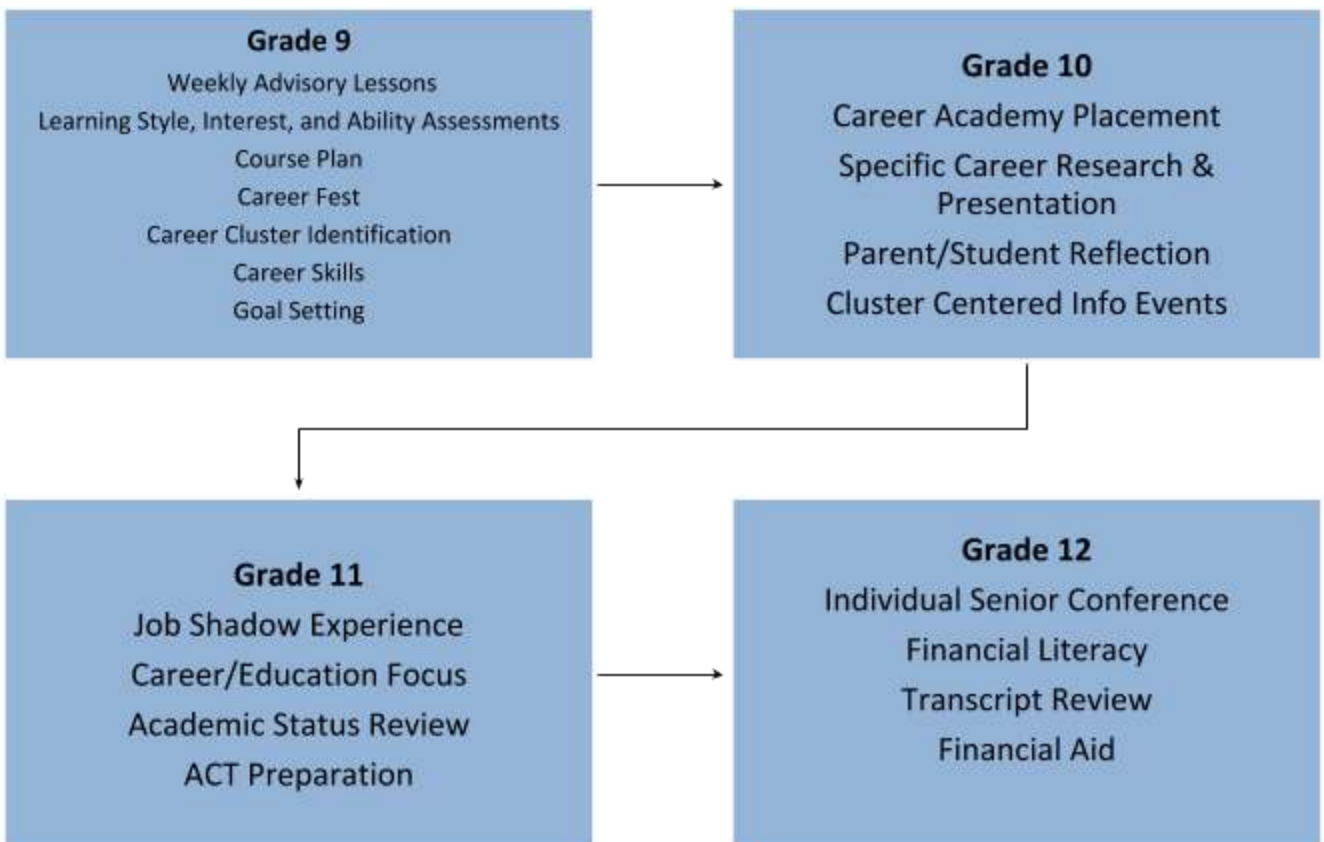 Grade 9
Weekly Advisory Lessons
Learning Style, Interest, and Ability Assessments
Course Plan
Career Fest
Career Cluster Identification
Career Skills
Goal Setting
Grade 10
Career Academy Placement
Specific Career Research &
Presentation
Parent/Student Reflection
Cluster Centered Info Events
Grade 11
Job Shadow Experience
Career/Education Focus
Academic Status Review
ACT Preparation
Grade 12
Individual Senior Conference
Financial Literacy
Transcript Review
Financial Aid